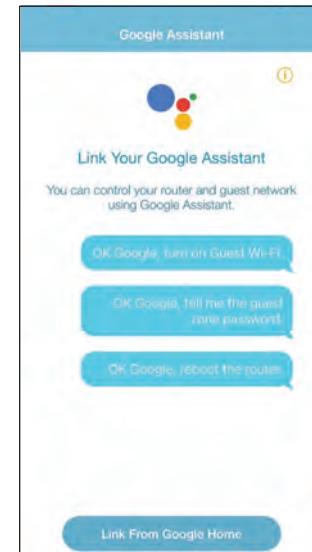 Google Assistant
Link Your Google Assistant
You can control your router and guest network
using Google Assistant.
OK Google, turn on Guest Wi-Fi.
OK Google, tell me the guest
zone password.
OK Google, reboot the router.
Link From Google Home